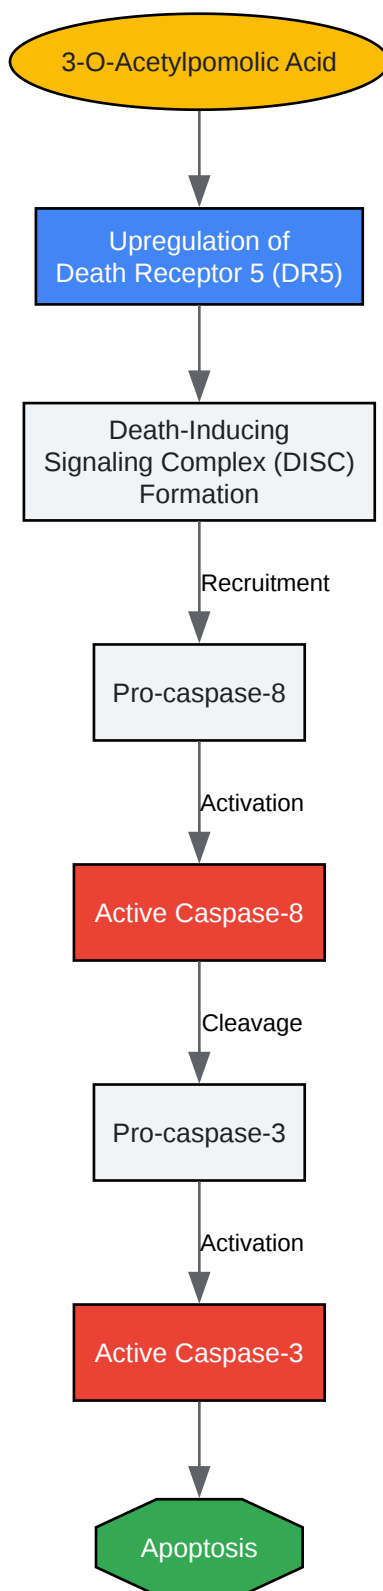 3-O-Acetylpomolic Acid
Upregulation of
Death Receptor 5 (DR5)
Death-Inducing
Signaling Complex (DISC)
Formation
Recruitment
Pro-caspase-8
Activation
Active Caspase-8
Cleavage
Pro-caspase-3
Activation
Active Caspase-3
Apoptosis